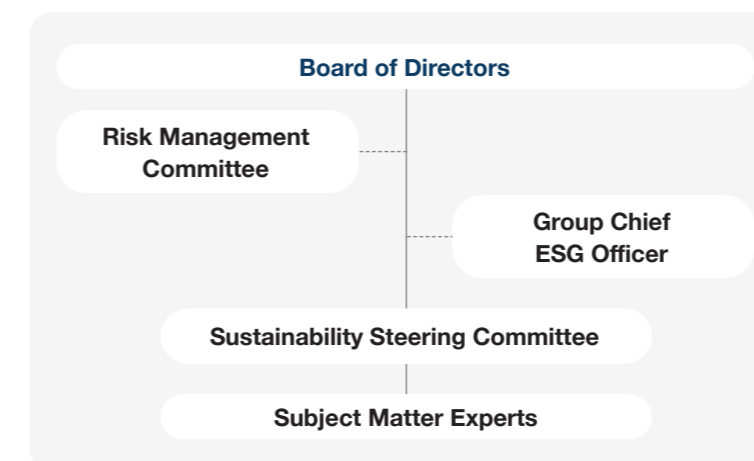 Board of Directors
Risk Management
Committee
Group Chief
ESG Officer
Sustainability Steering Committee
Subject Matter Experts